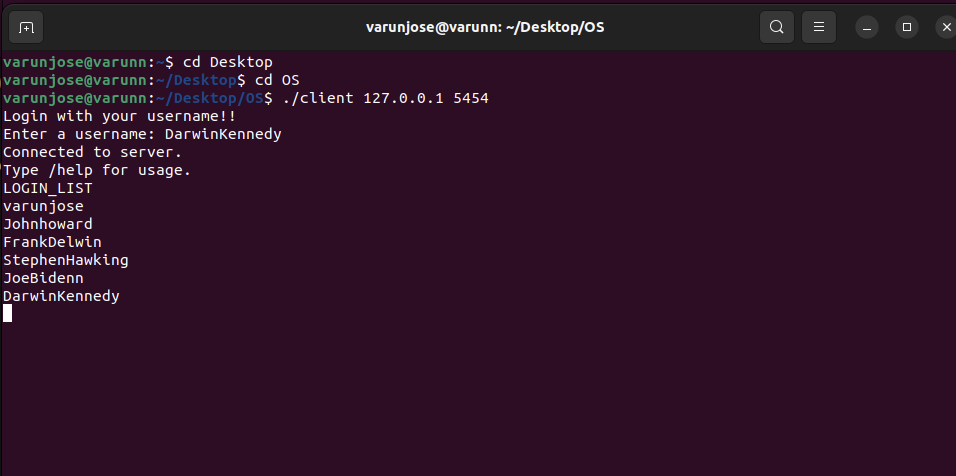 varunjose@varunn: ~/Desktop/OS
varunjose@varunn:~$ cd Desktop
varunjose@varunn:~/Desktop$ cd OS
varunjose@varunn:~/Desktop/OS$ ./client 127.0.0.1 5454
Login with your username!!
Enter a username: DarwinKennedy
Connected to server.
Type /help for usage.
LOGIN_LIST
varunjose
Johnhoward
FrankDelwin
StephenHawking
JoeBidenn
DarwinKennedy